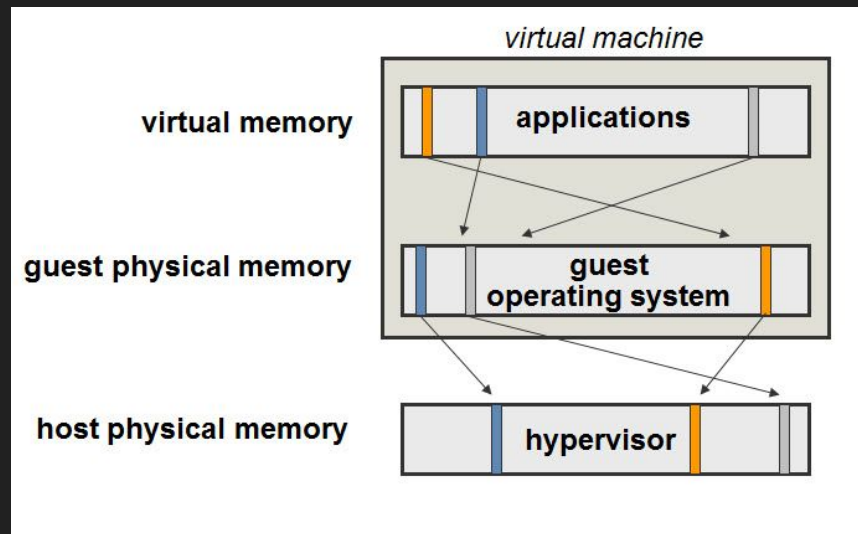 virtual machine
virtual memory
applications
guest physical memory
guest
operating system
host physical memory
hypervisor